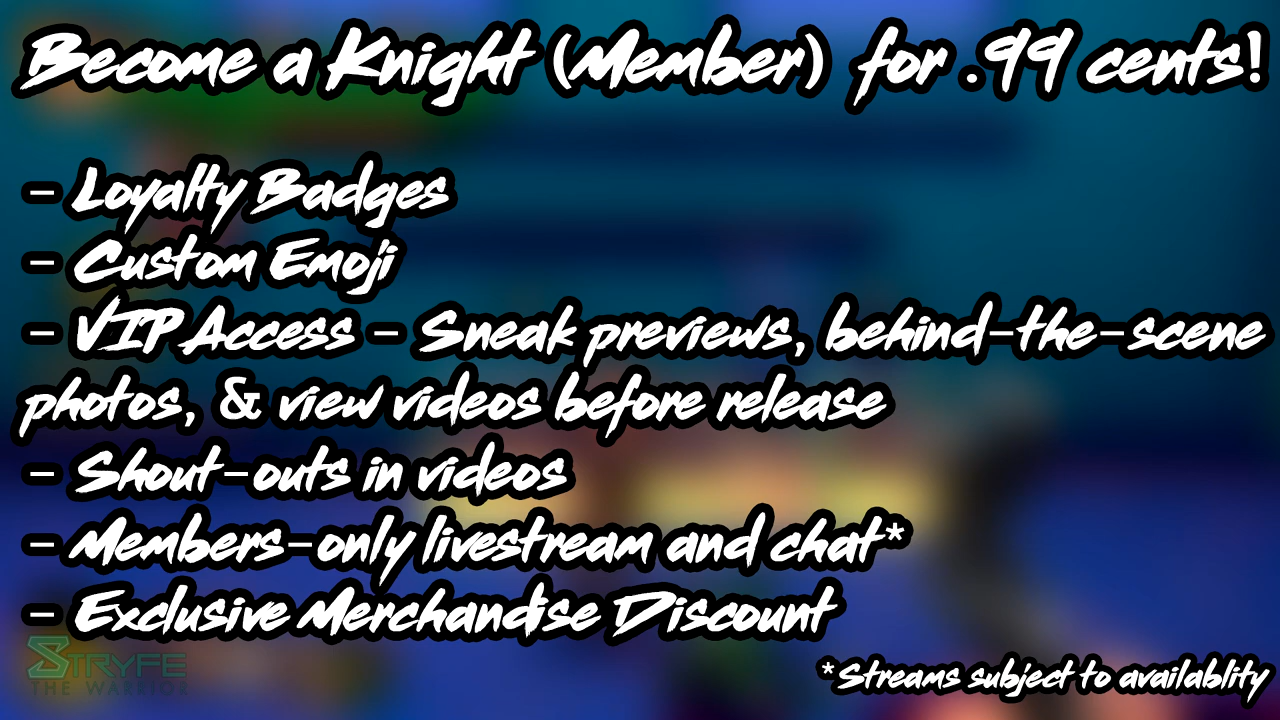 Become a Knight (Member) for .99 cents!
- Loyalty Badges
- Custom Emoji
- VIP Access - Sneak previews, behind-the-scene
photos, & view videos before release
- Shout-outs in videos
- Members-only livestream and chat*
- Exclusive Merchandise Discount
STRYFE
THE WARRIOR
*Streams subject to availablity